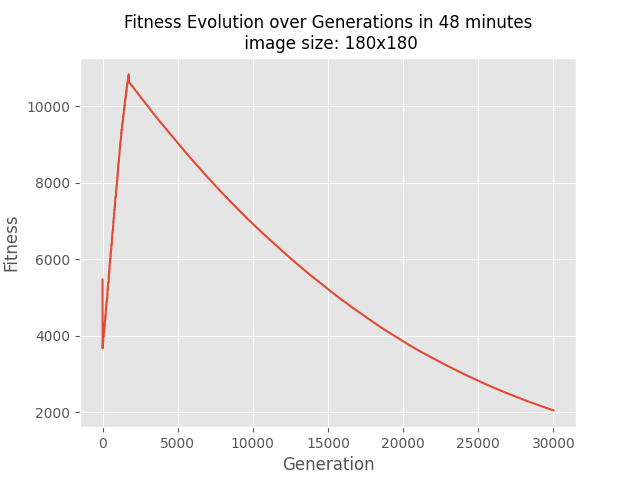 Fitness Evolution over Generations in 48 minutes
image size: 180x180
Fitness
10000
8000
6000
4000
2000
0 5000 10000 15000 20000 25000 30000
Generation